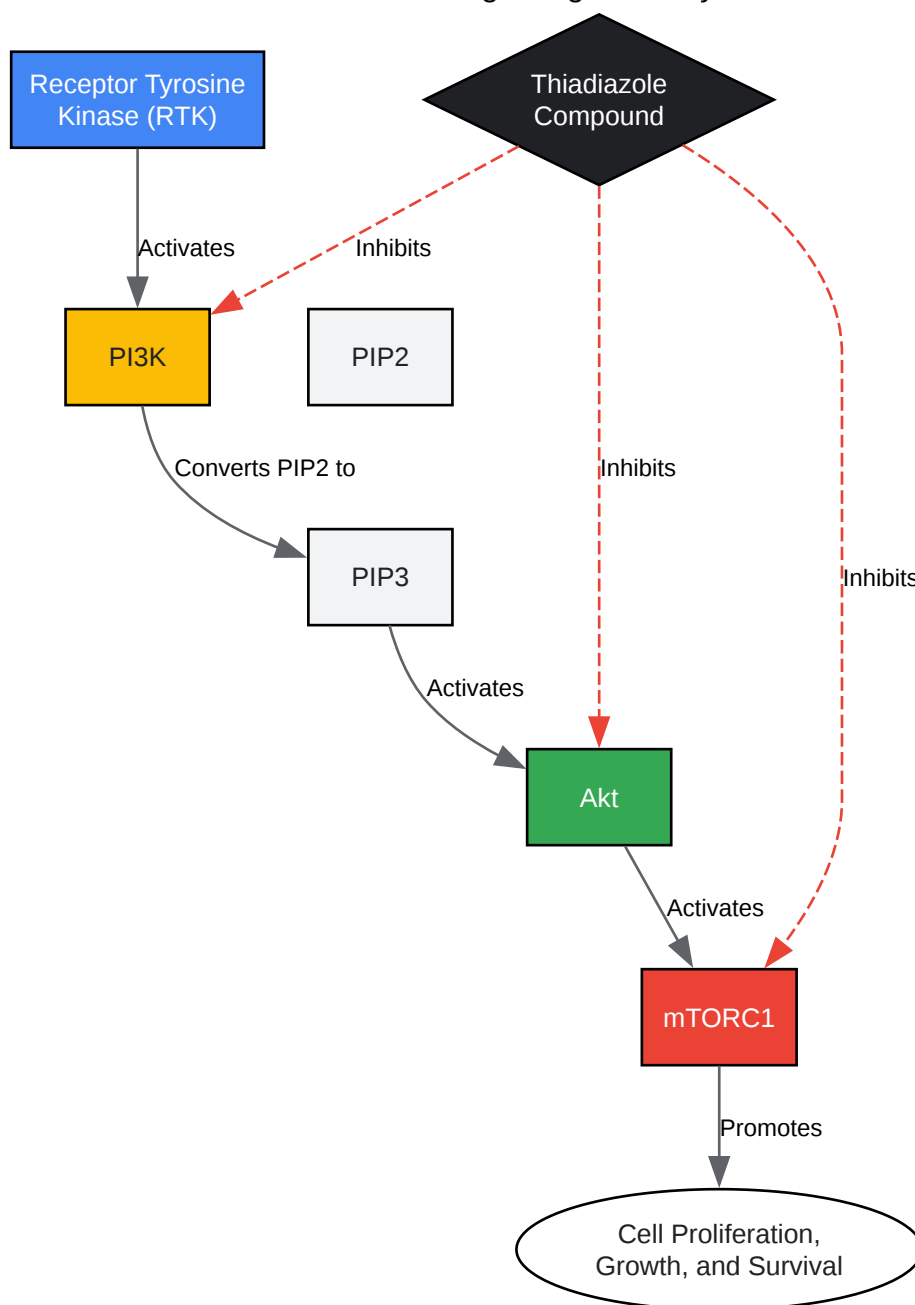 Receptor Tyrosine
Kinase (RTK)
Thiadiazole
Compound
Activates
Inhibits
PI3K
PIP2
Converts PIP2 to
Inhibits
PIP3
Inhibits
Activates
Akt
Activates
mTORC1
Promotes
Cell Proliferation,
Growth, and Survival